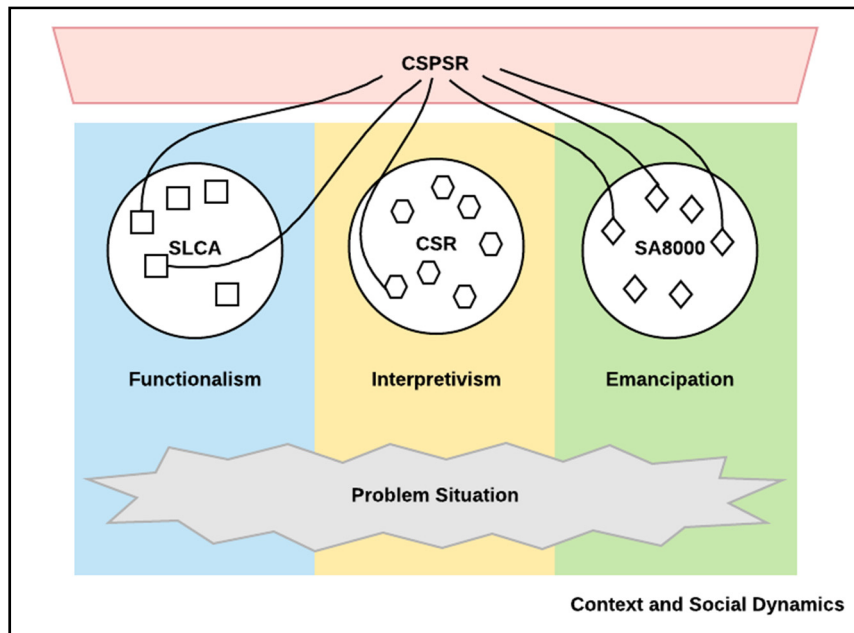 CSPSR
SLCA
CSR
SA8000
Functionalism
Interpretivism
Emancipation
Problem Situation
Context and Social Dynamics